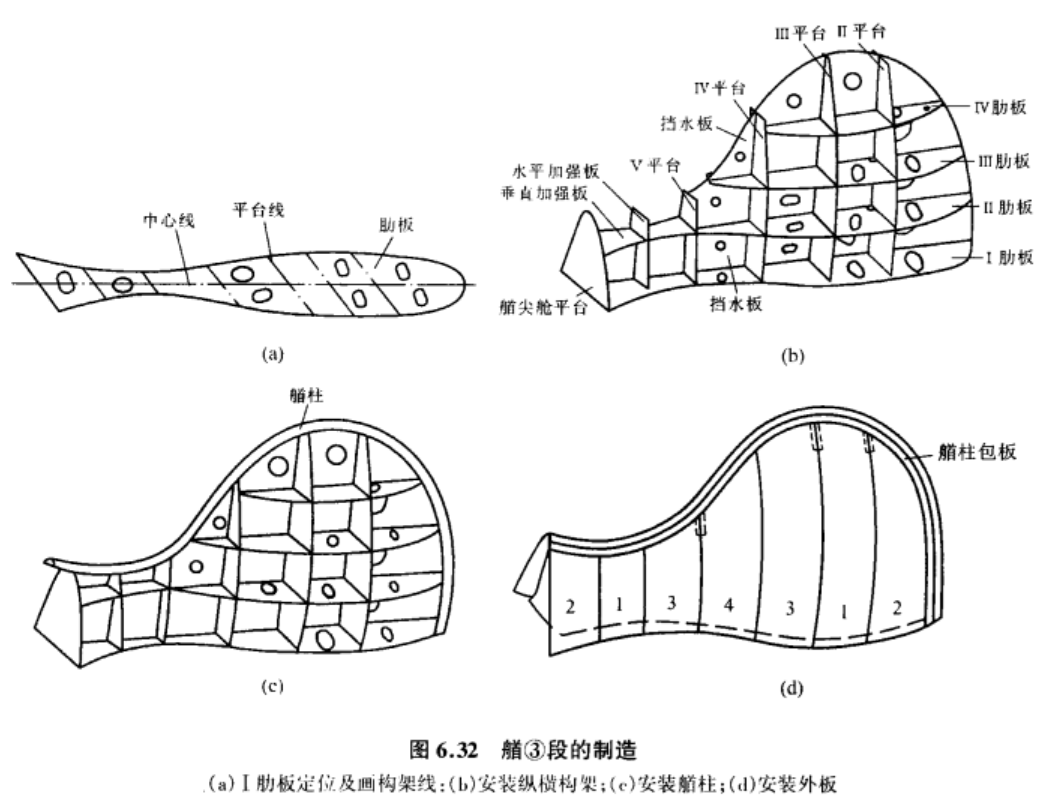 中心线
平台线
肋板
(a)
III平台
II平台
IV平台
挡水板
水平加强板
垂直加强板
V平台
IV肋板
III肋板
II肋板
I肋板
艏尖舱平台
挡水板
(b)
艏柱
(c)
艏柱包板
2 1 3 4 3 1 2
(d)
图 6.32 艏③段的制造
(a) I 肋板定位及画构架线;(b)安装纵横构架;(c)安装艏柱;(d)安装外板